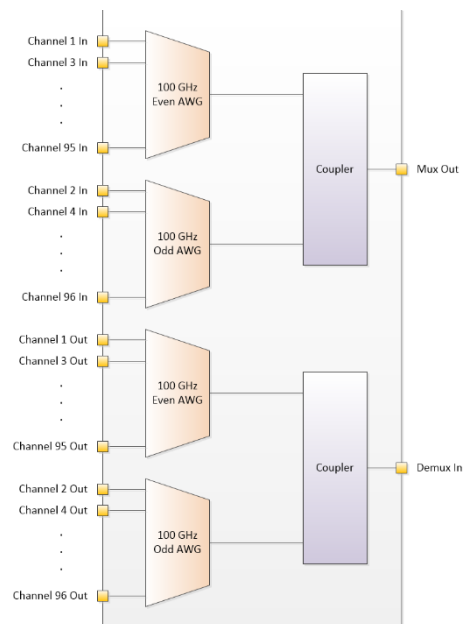 Channel 1 In
Channel 3 In
.
.
.
Channel 95 In
100 GHz
Even AWG
Channel 2 In
Channel 4 In
.
.
.
Channel 96 In
100 GHz
Odd AWG
Coupler
Mux Out
Channel 1 Out
Channel 3 Out
.
.
.
Channel 95 Out
100 GHz
Even AWG
Channel 2 Out
Channel 4 Out
.
.
.
Channel 96 Out
100 GHz
Odd AWG
Coupler
Demux In